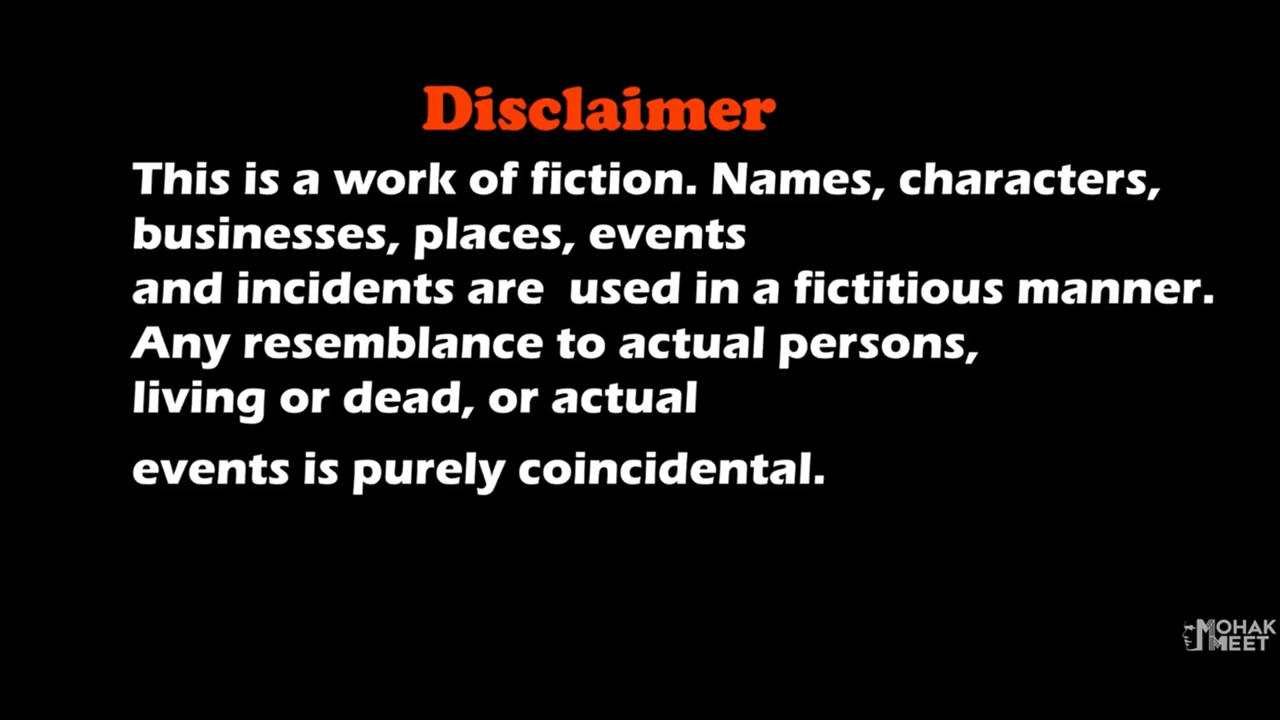 Disclaimer
This is a work of fiction. Names, characters,
businesses, places, events
and incidents are used in a fictitious manner.
Any resemblance to actual persons,
living or dead, or actual
events is purely coincidental.
MOHAK
MEET